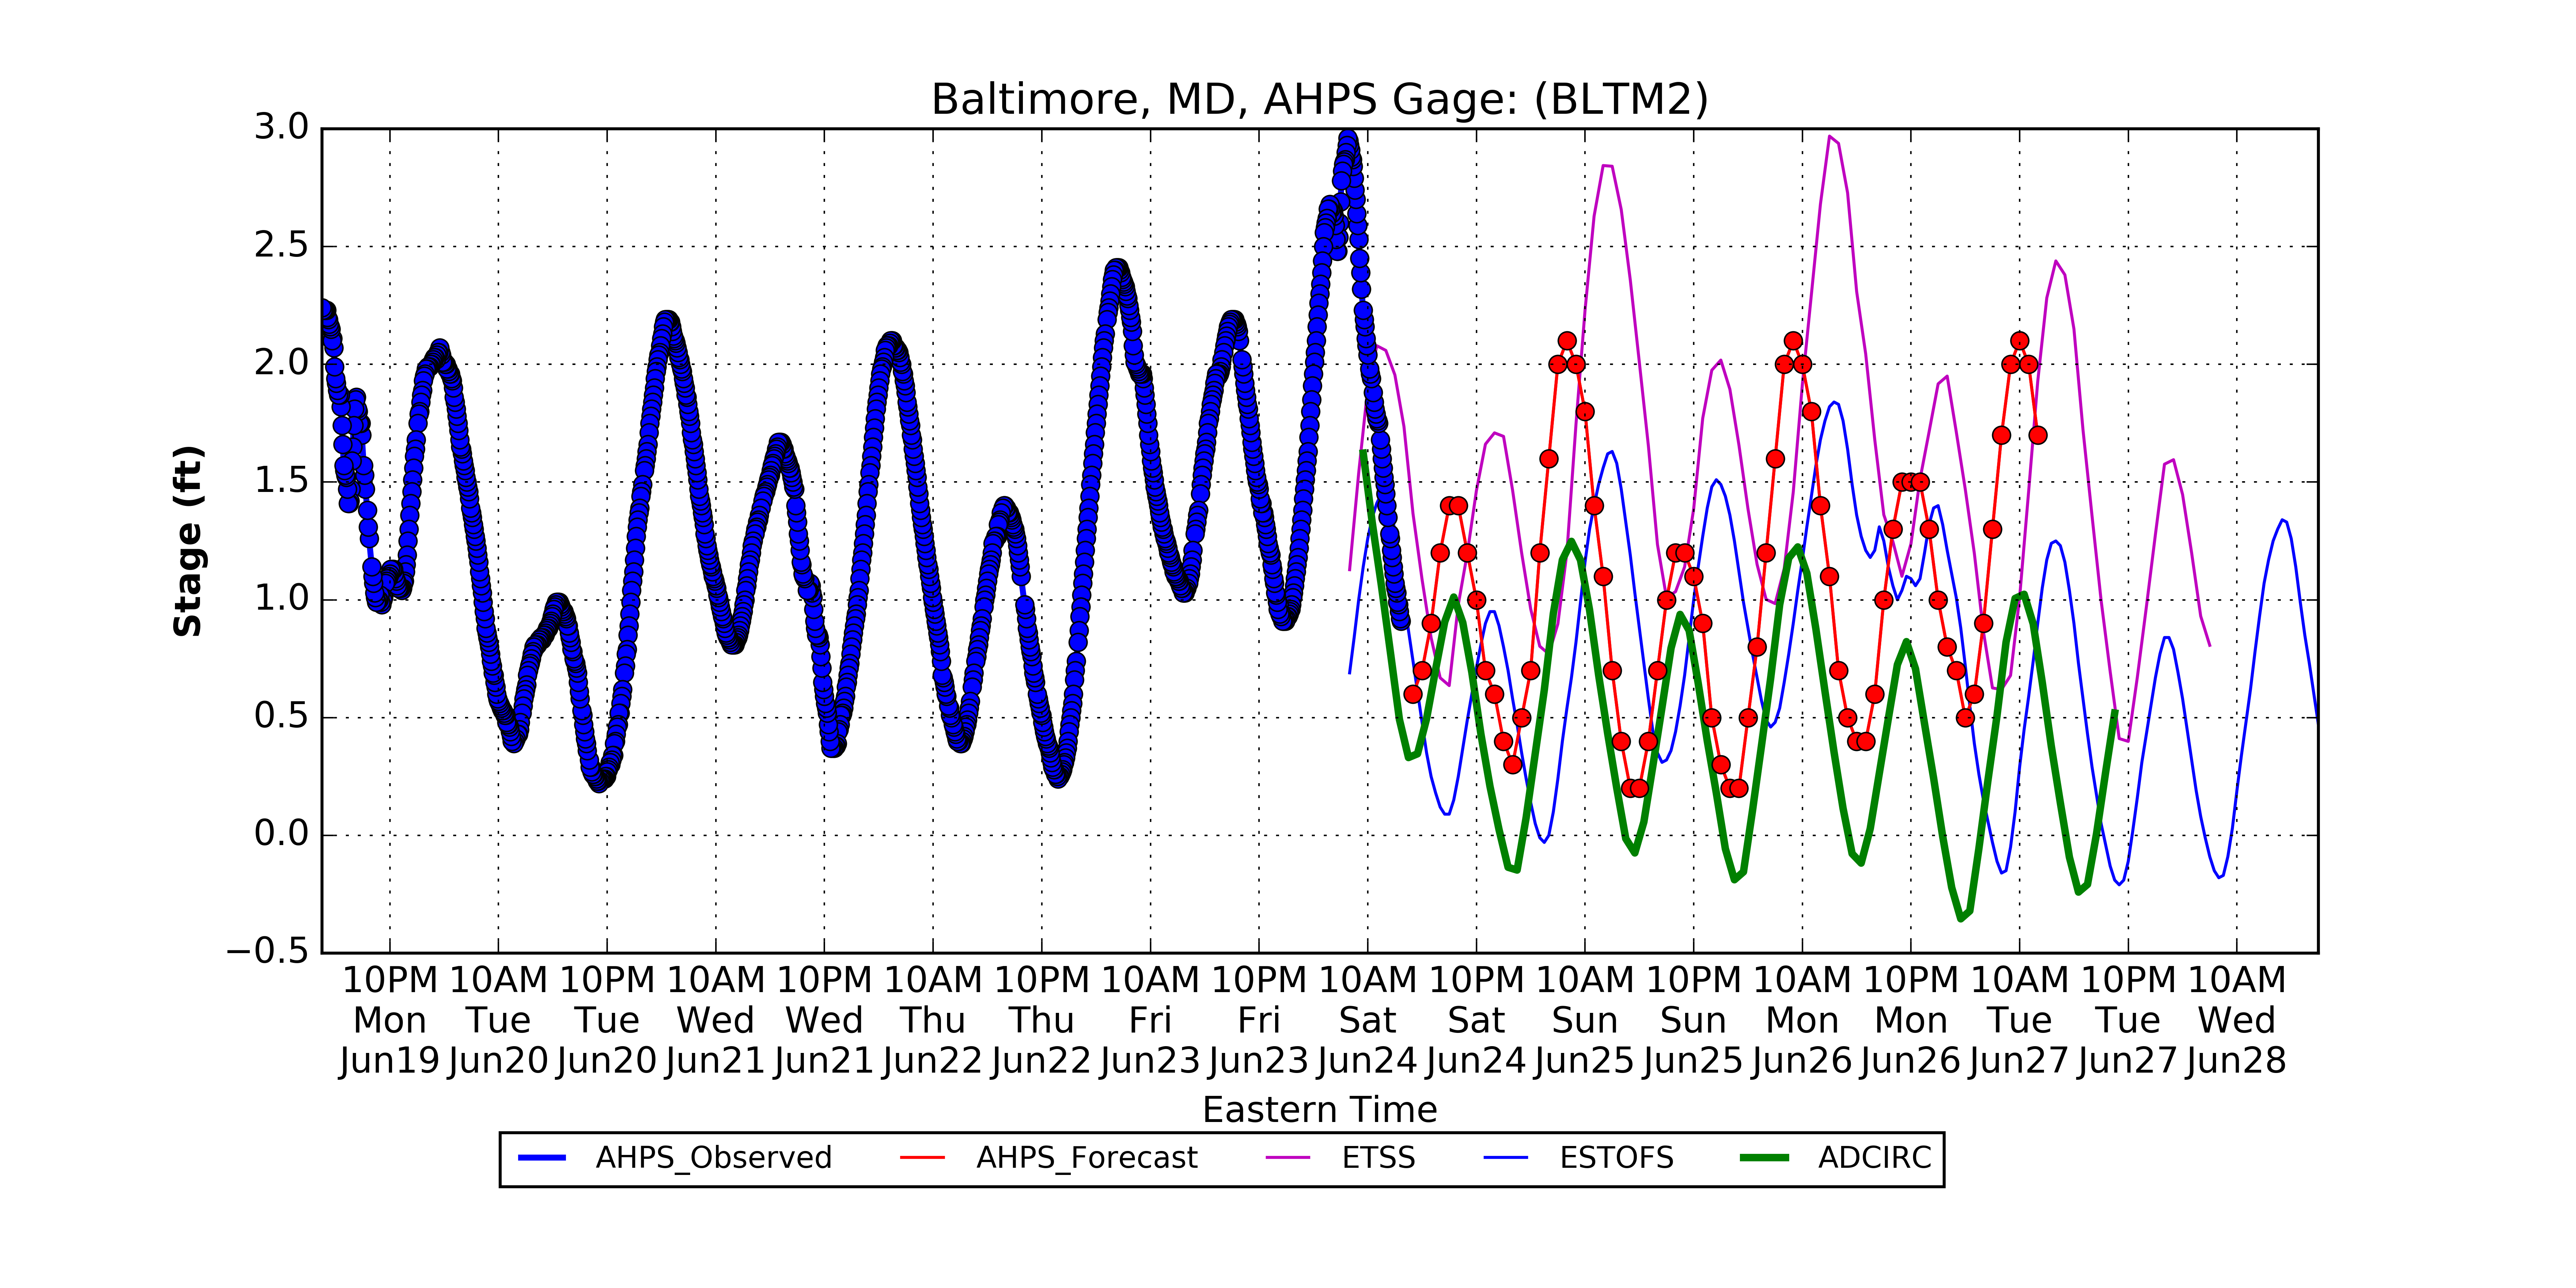 Baltimore, MD, AHPS Gage: (BLTM2)
3.0
2.5
2.0
1.5
1.0
0.5
0.0
−0.5
Stage (ft)
10PM 10AM 10PM 10AM 10PM 10AM 10PM 10AM 10PM 10AM 10PM 10AM 10PM 10AM 10PM 10AM 10PM 10AM
Mon Tue Tue Wed Wed Thu Thu Fri Fri Sat Sat Sun Sun Mon Mon Tue Tue Wed
Jun19 Jun20 Jun20 Jun21 Jun21 Jun22 Jun22 Jun23 Jun23 Jun24 Jun24 Jun25 Jun25 Jun26 Jun26 Jun27 Jun27 Jun28
Eastern Time
AHPS_Observed AHPS_Forecast ETSS ESTOFS ADCIRC